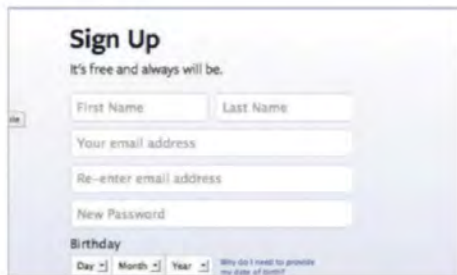 Sign Up
It's free and always will be.
First Name Last Name
Your email address
Re-enter email address
New Password
Birthday
Day Month Year Why do I need to provide
my date of birth?